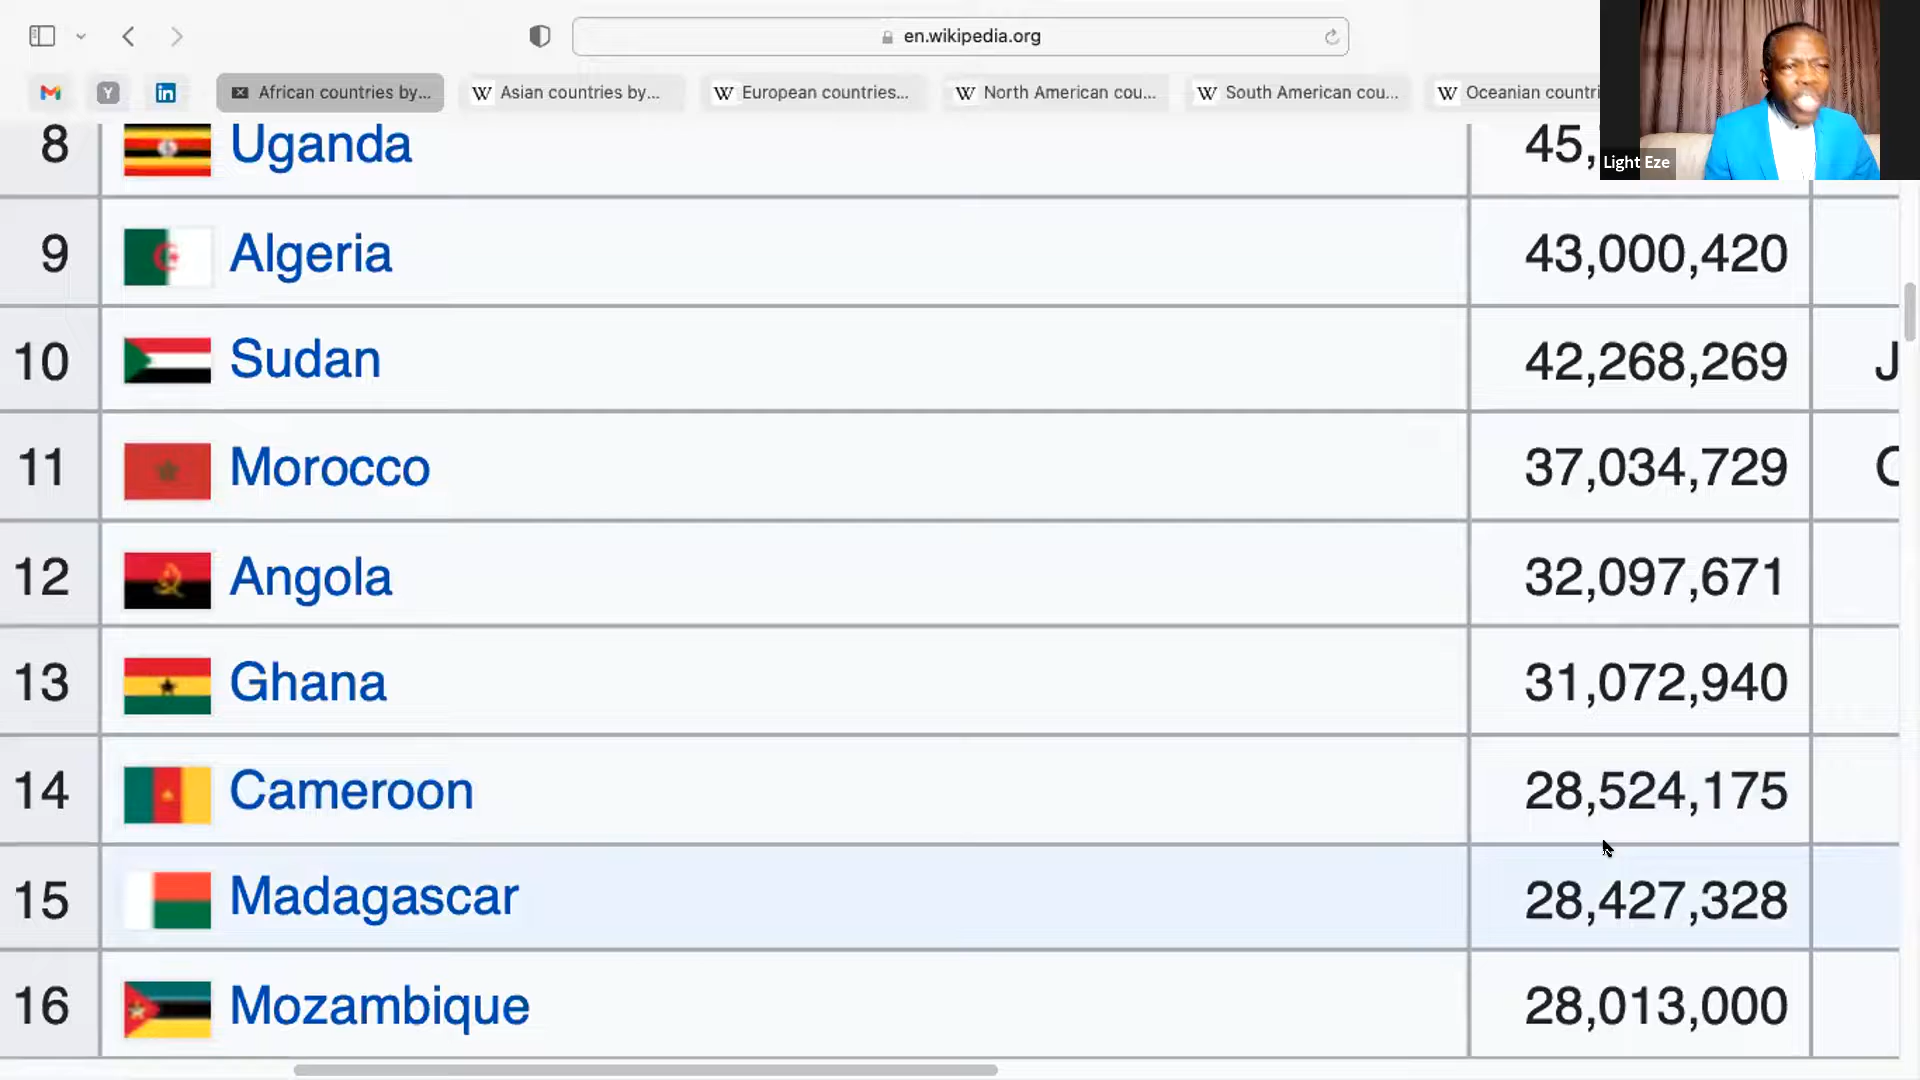 en.wikipedia.org
Y
in
African countries by...
W Asian countries by...
W European countries...
W North American cou...
W South American cou...
W Oceanian countri
Light Eze
8 Uganda 45,
9 Algeria 43,000,420
10 Sudan 42,268,269 J
11 Morocco 37,034,729
12 Angola 32,097,671
13 Ghana 31,072,940
14 Cameroon 28,524,175
15 Madagascar 28,427,328
16 Mozambique 28,013,000